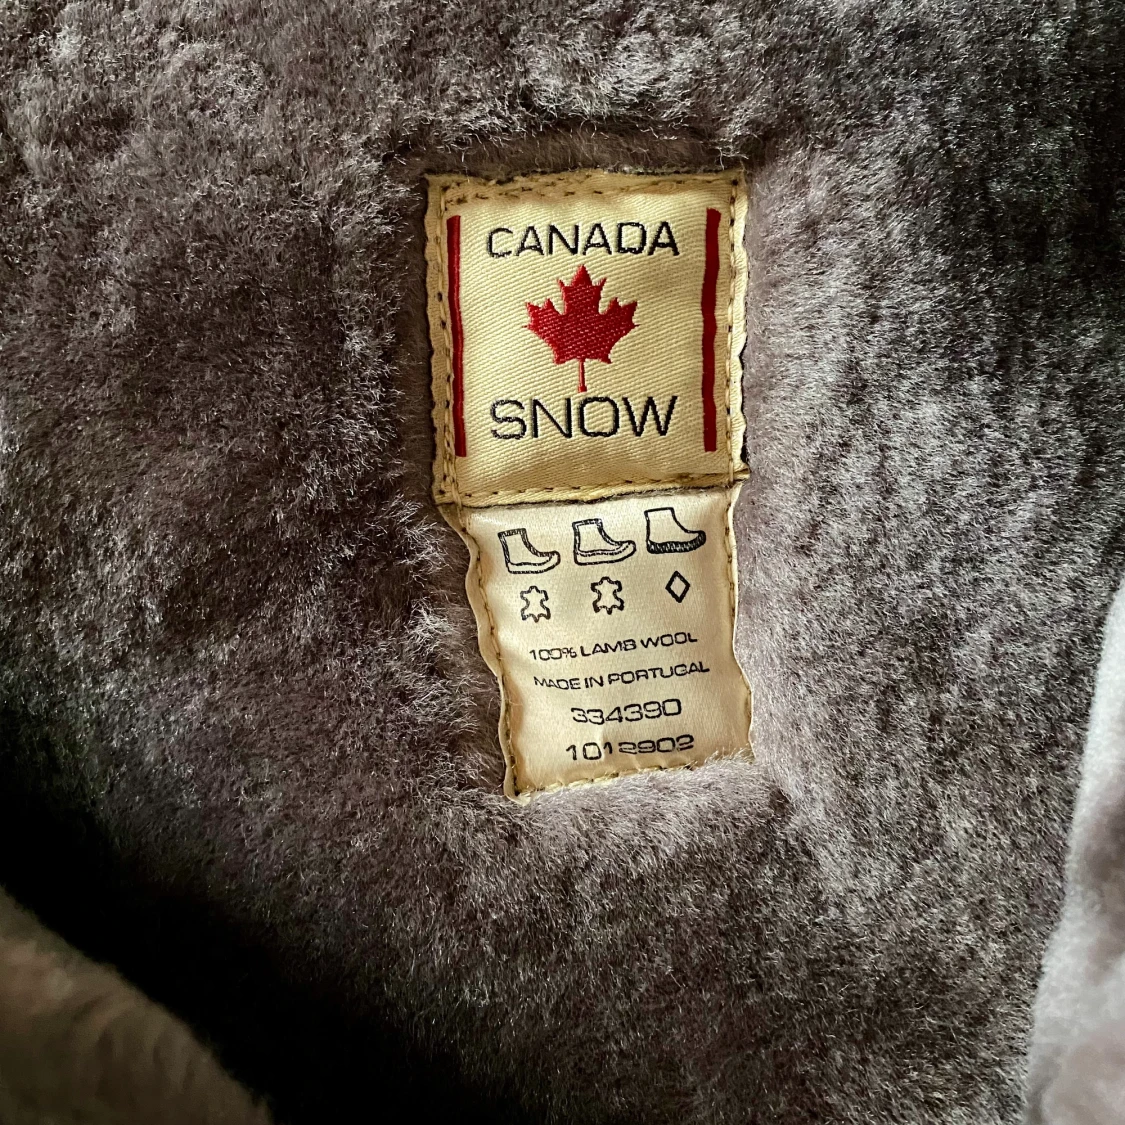 CANADA
SNOW
100% LAMB WOOL
MADE IN PORTUGAL
334390
1012902